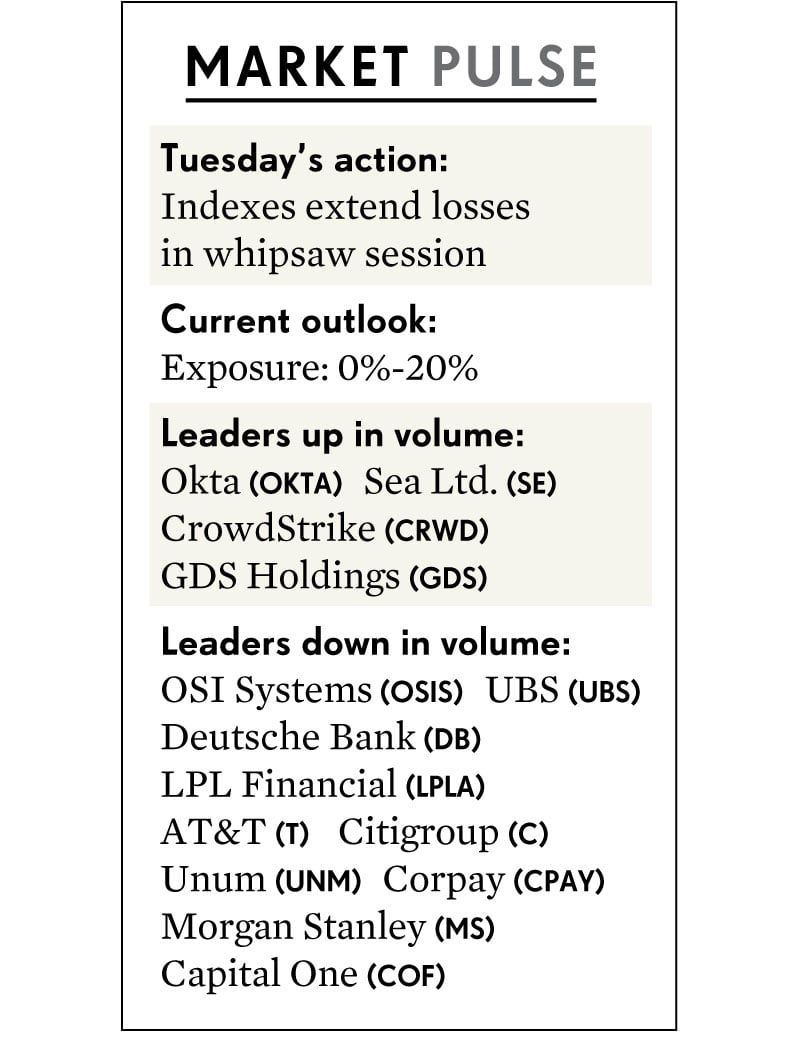 MARKET PULSE
Tuesday's action:
Indexes extend losses
in whipsaw session
Current outlook:
Exposure: 0%-20%
Leaders up in volume:
Okta (OKTA) Sea Ltd. (SE)
CrowdStrike (CRWD)
GDS Holdings (GDS)
Leaders down in volume:
OSI Systems (OSIS) UBS (UBS)
Deutsche Bank (DB)
LPL Financial (LPLA)
AT&T (T) Citigroup (C)
Unum (UNM) Corpay (CPAY)
Morgan Stanley (MS)
Capital One (COF)